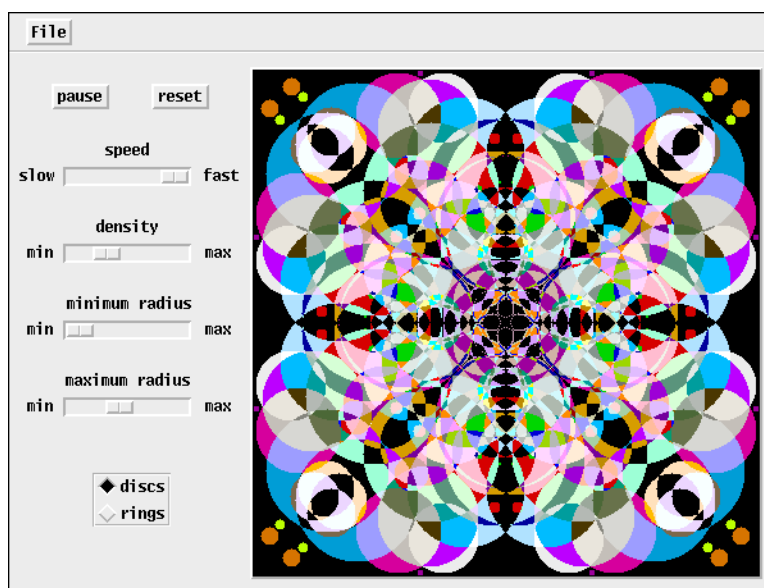 File
pause reset
speed
slow fast
density
min max
minimum radius
min max
maximum radius
min max
discs
rings